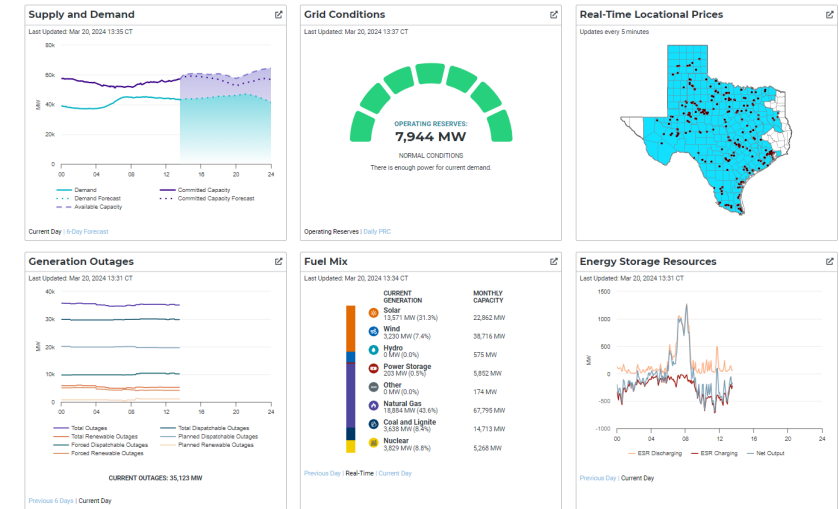 Supply and Demand
Last Updated: Mar 20, 2024 13:35 CT
80k
60k
40k
20k
0
MW
00 04 08 12 16 20 24
Demand
Committed Capacity
Demand Forecast
Committed Capacity Forecast
Available Capacity
Current Day | 6-Day Forecast
Grid Conditions
Last Updated: Mar 20, 2024 13:37 CT
OPERATING RESERVES:
7,944 MW
NORMAL CONDITIONS
There is enough power for current demand.
Operating Reserves | Daily PRC
Real-Time Locational Prices
Updates every 5 minutes
Generation Outages
Last Updated: Mar 20, 2024 13:31 CT
40k
30k
20k
10k
0
MW
00 04 08 12 16 20 24
Total Outages
Total Dispatchable Outages
Total Renewable Outages
Planned Dispatchable Outages
Forced Dispatchable Outages
Planned Renewable Outages
Forced Renewable Outages
CURRENT OUTAGES: 35,123 MW
Previous 6 Days | Current Day
Fuel Mix
Last Updated: Mar 20, 2024 13:34 CT
CURRENT GENERATION
MONTHLY CAPACITY
Solar
13,571 MW (31.3%) 22,862 MW
Wind
3,230 MW (7.4%) 38,716 MW
Hydro
0 MW (0.0%) 575 MW
Power Storage
203 MW (0.5%) 5,852 MW
Other
0 MW (0.0%) 174 MW
Natural Gas
18,884 MW (43.6%) 67,795 MW
Coal and Lignite
3,638 MW (8.4%) 14,713 MW
Nuclear
3,829 MW (8.8%) 5,268 MW
Previous Day | Real-Time | Current Day
Energy Storage Resources
Last Updated: Mar 20, 2024 13:31 CT
1500
1000
500
0
-500
-1000
MW
00 04 08 12 16 20 24
ESR Discharging ESR Charging Net Output
Previous Day | Current Day